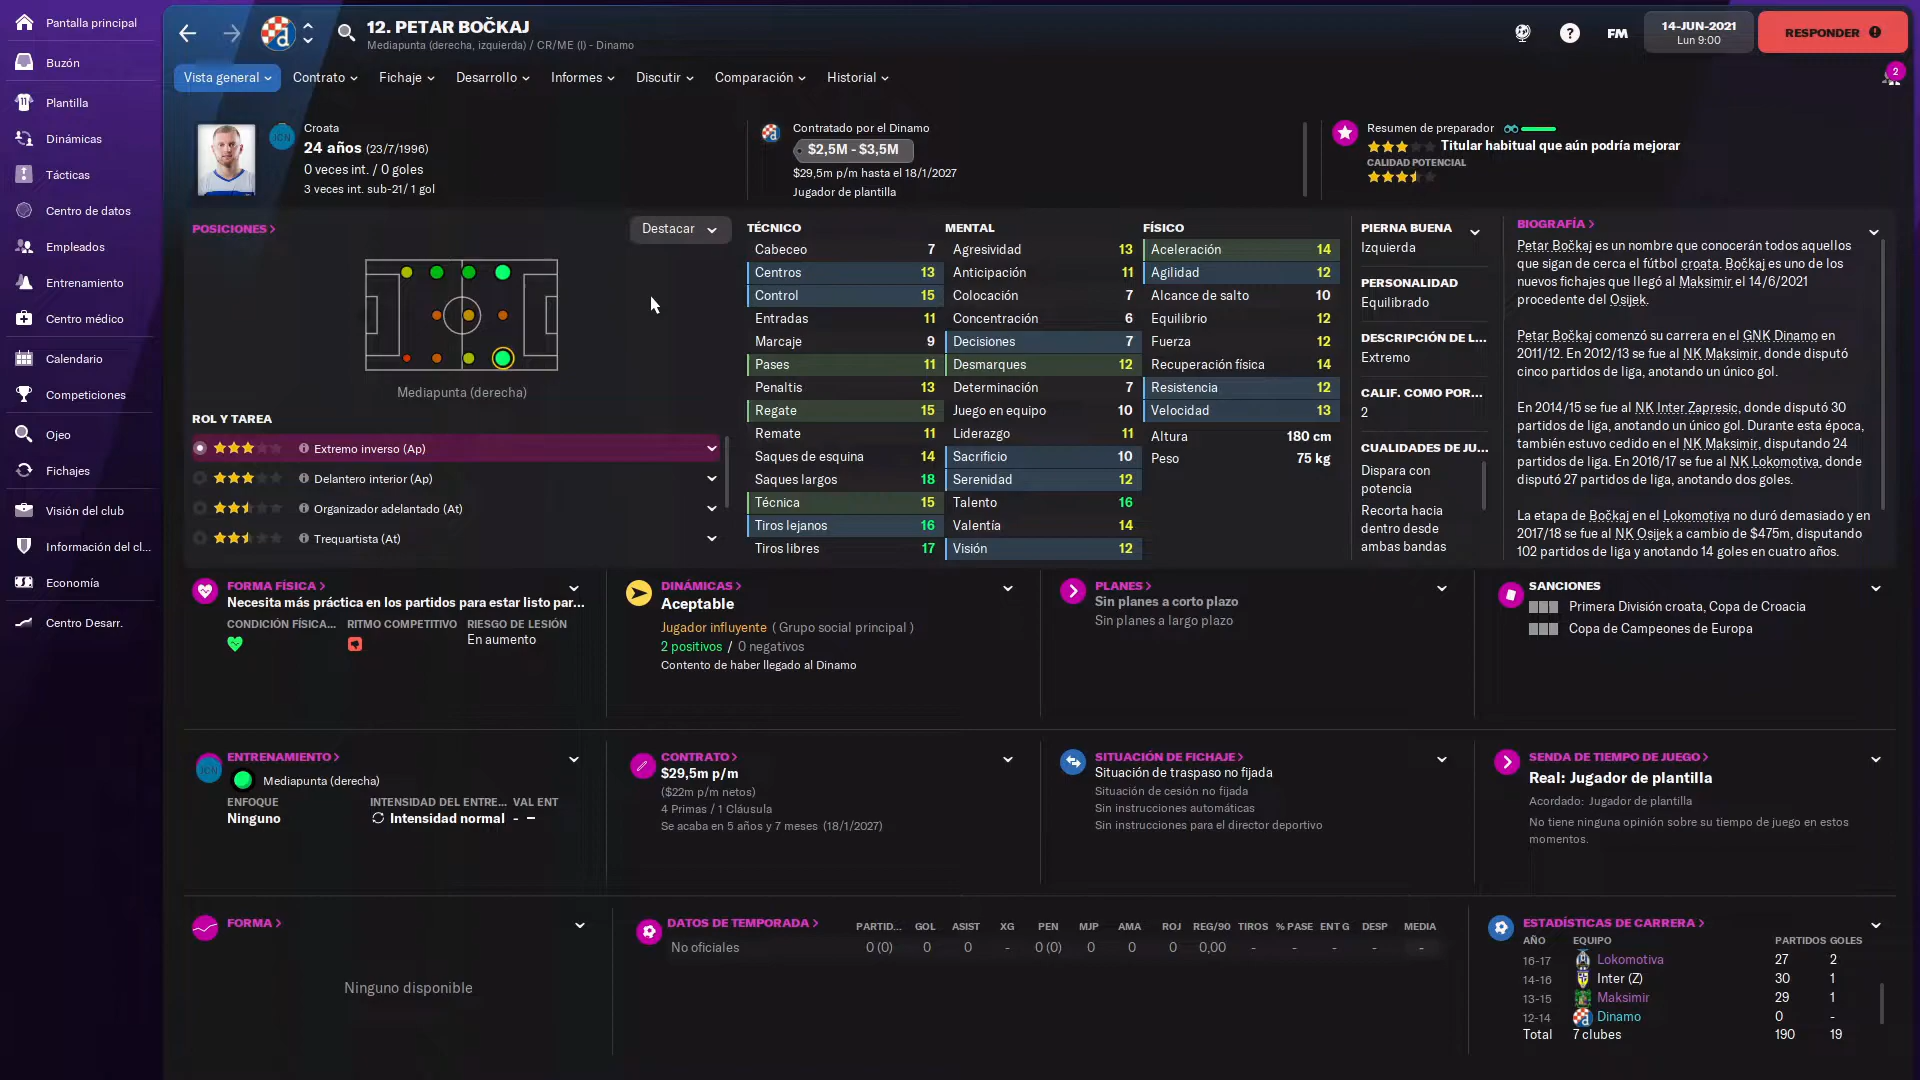 Pantalla principal
Buzón
Plantilla
Dinámicas
Tácticas
Centro de datos
Empleados
Entrenamiento
Centro médico
Calendario
Competiciones
Ojeo
Fichajes
Visión del club
Información del cl...
Economía
Centro Desarr.
12. PETAR BOČKAJ
Mediapunta (derecha, izquierda) / CR/ME (I) - Dinamo
FM
14-JUN-2021
Lun 9:00
RESPONDER
2
Vista general
Contrato
Fichaje
Desarrollo
Informes
Discutir
Comparación
Historial
Croata
24 años (23/7/1996)
0 veces int. / 0 goles
3 veces int. sub-21/ 1 gol
Contratado por el Dinamo
$2,5M - $3,5M
$29,5m p/m hasta el 18/1/2027
Jugador de plantilla
Resumen de preparador
Titular habitual que aún podría mejorar
CALIDAD POTENCIAL
POSICIONES >
Destacar
Mediapunta (derecha)
ROL Y TAREA
Extremo inverso (Ap)
Delantero interior (Ap)
Organizador adelantado (At)
Trequartista (At)
TÉCNICO
Cabeceo 7
Centros 13
Control 15
Entradas 11
Marcaje 9
Pases 11
Penaltis 13
Regate 15
Remate 11
Saques de esquina 14
Saques largos 18
Técnica 15
Tiros lejanos 16
Tiros libres 17
MENTAL
Agresividad 13
Anticipación 11
Colocación 7
Concentración 6
Decisiones 7
Desmarques 12
Determinación 7
Juego en equipo 10
Liderazgo 11
Sacrificio 10
Serenidad 12
Talento 16
Valentía 14
Visión 12
FÍSICO
Aceleración 14
Agilidad 12
Alcance de salto 10
Equilibrio 12
Fuerza 12
Recuperación física 14
Resistencia 12
Velocidad 13
Altura 180 cm
Peso 75 kg
PIERNA BUENA
Izquierda
PERSONALIDAD
Equilibrado
DESCRIPCIÓN DE L...
Extremo
CALIF. COMO POR...
2
CUALIDADES DE JU...
Dispara con
potencia
Recorta hacia
dentro desde
ambas bandas
BIOGRAFÍA >
Petar Bočkaj es un nombre que conocerán todos aquellos
que sigan de cerca el fútbol croata. Bočkaj es uno de los
nuevos fichajes que llegó al Maksimir el 14/6/2021
procedente del Osijek.
Petar Bočkaj comenzó su carrera en el GNK Dinamo en
2011/12. En 2012/13 se fue al NK Maksimir, donde disputó
cinco partidos de liga, anotando un único gol.
En 2014/15 se fue al NK Inter Zapresic, donde disputó 30
partidos de liga, anotando un único gol. Durante esta época,
también estuvo cedido en el NK Maksimir, disputando 24
partidos de liga. En 2016/17 se fue al NK Lokomotiva, donde
disputó 27 partidos de liga, anotando dos goles.
La etapa de Bočkaj en el Lokomotiva no duró demasiado y en
2017/18 se fue al NK Osijek a cambio de $475m, disputando
102 partidos de liga y anotando 14 goles en cuatro años.
FORMA FÍSICA >
Necesita más práctica en los partidos para estar listo par...
CONDICIÓN FÍSICA... RITMO COMPETITIVO RIESGO DE LESIÓN
En aumento
DINÁMICAS >
Aceptable
Jugador influyente ( Grupo social principal )
2 positivos / 0 negativos
Contento de haber llegado al Dinamo
PLANES >
Sin planes a corto plazo
Sin planes a largo plazo
SANCIONES
Primera División croata, Copa de Croacia
Copa de Campeones de Europa
ENTRENAMIENTO >
Mediapunta (derecha)
ENFOQUE INTENSIDAD DEL ENTRE... VAL ENT
Ninguno Intensidad normal - –
CONTRATO >
$29,5m p/m
($22m p/m netos)
4 Primas / 1 Cláusula
Se acaba en 5 años y 7 meses (18/1/2027)
SITUACIÓN DE FICHAJE >
Situación de traspaso no fijada
Situación de cesión no fijada
Sin instrucciones automáticas
Sin instrucciones para el director deportivo
SENDA DE TIEMPO DE JUEGO >
Real: Jugador de plantilla
Acordado: Jugador de plantilla
No tiene ninguna opinión sobre su tiempo de juego en estos
momentos.
FORMA >
Ninguno disponible
DATOS DE TEMPORADA > PARTID... GOL ASIST XG PEN MJP AMA ROJ REG/90 TIROS % PASE ENT G DESP MEDIA
No oficiales 0 (0) 0 0 - 0 (0) 0 0 0 0,00 - - - - -
ESTADÍSTICAS DE CARRERA >
AÑO EQUIPO PARTIDOS GOLES
16-17 Lokomotiva 27 2
14-16 Inter (Z) 30 1
13-15 Maksimir 29 1
12-14 Dinamo 0 -
Total 7 clubes 190 19